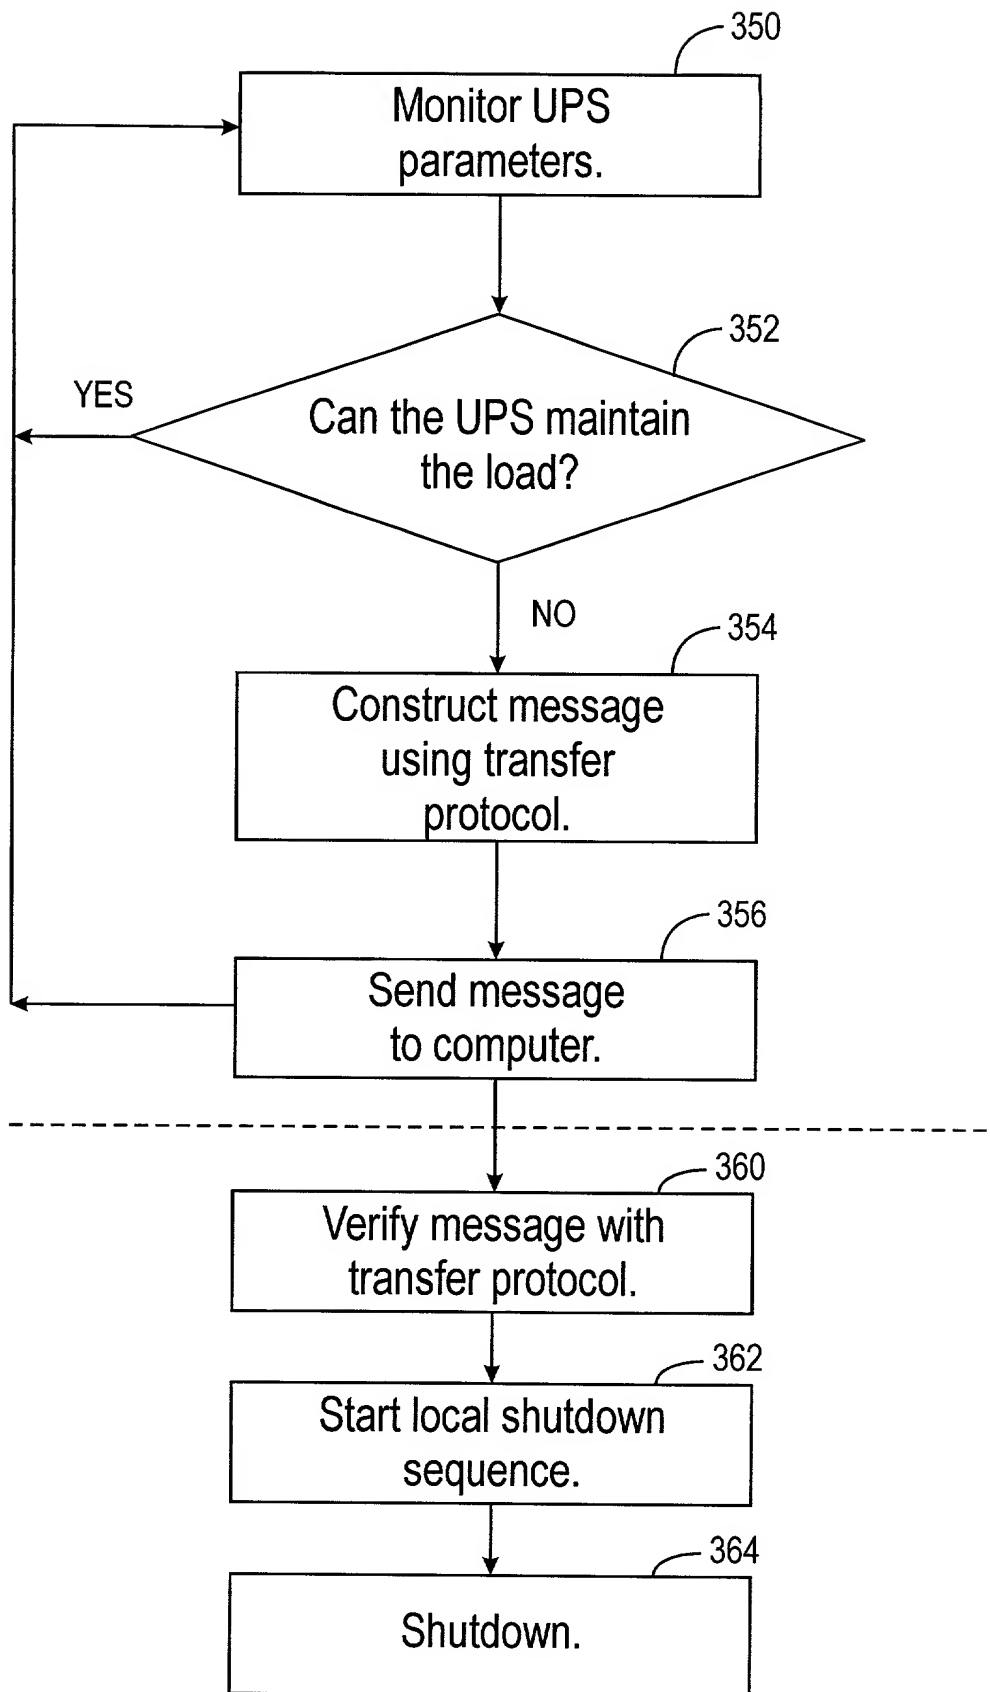 350
Monitor UPS
parameters.
352
YES
Can the UPS maintain
the load?
NO
354
Construct message
using transfer
protocol.
356
Send message
to computer.
360
Verify message with
transfer protocol.
362
Start local shutdown
sequence.
364
Shutdown.